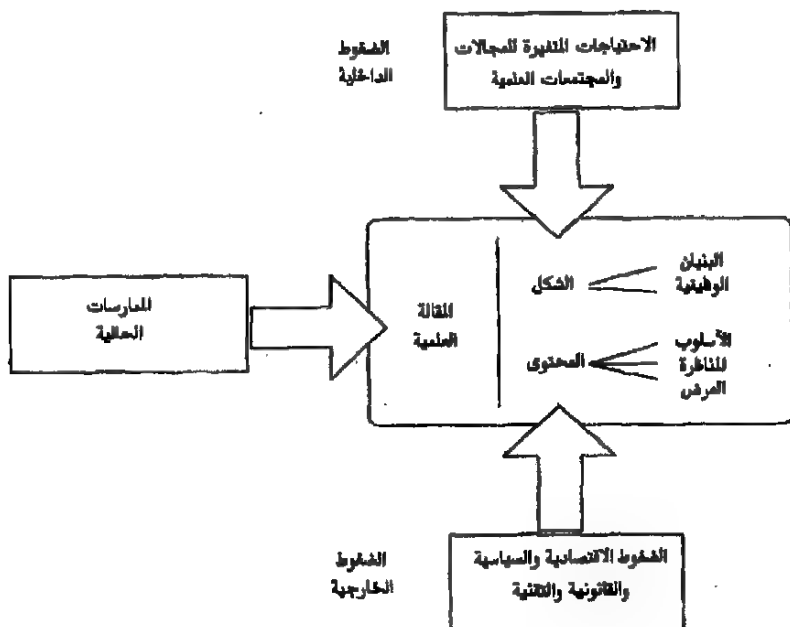 الضغوط
الداخلية
الاحتياجات المتغيرة للمجالات
والمجتمعات العلمية
الممارسات
الحالية
المقالة
العلمية
الشكل
البنيان
الوظيفية
المحتوى
الأسلوب
المناظرة
العرض
الضغوط
الخارجية
الضغوط الاقتصادية والسياسية
والقانونية والتقنية